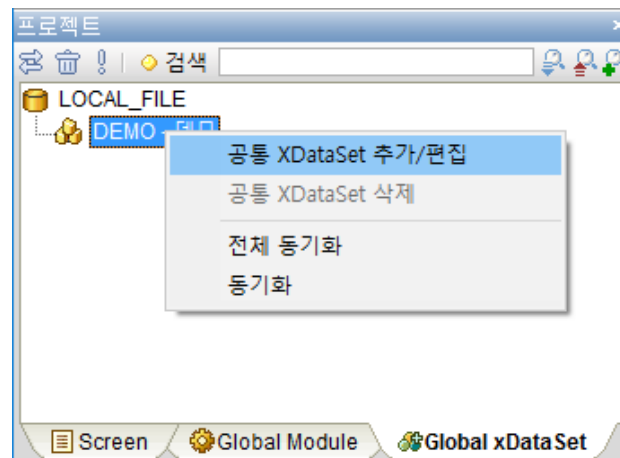 프로젝트
검색
LOCAL_FILE
DEMO -
공통 XDataSet 추가/편집
공통 XDataSet 삭제
전체 동기화
동기화
Screen Global Module Global xDataSet